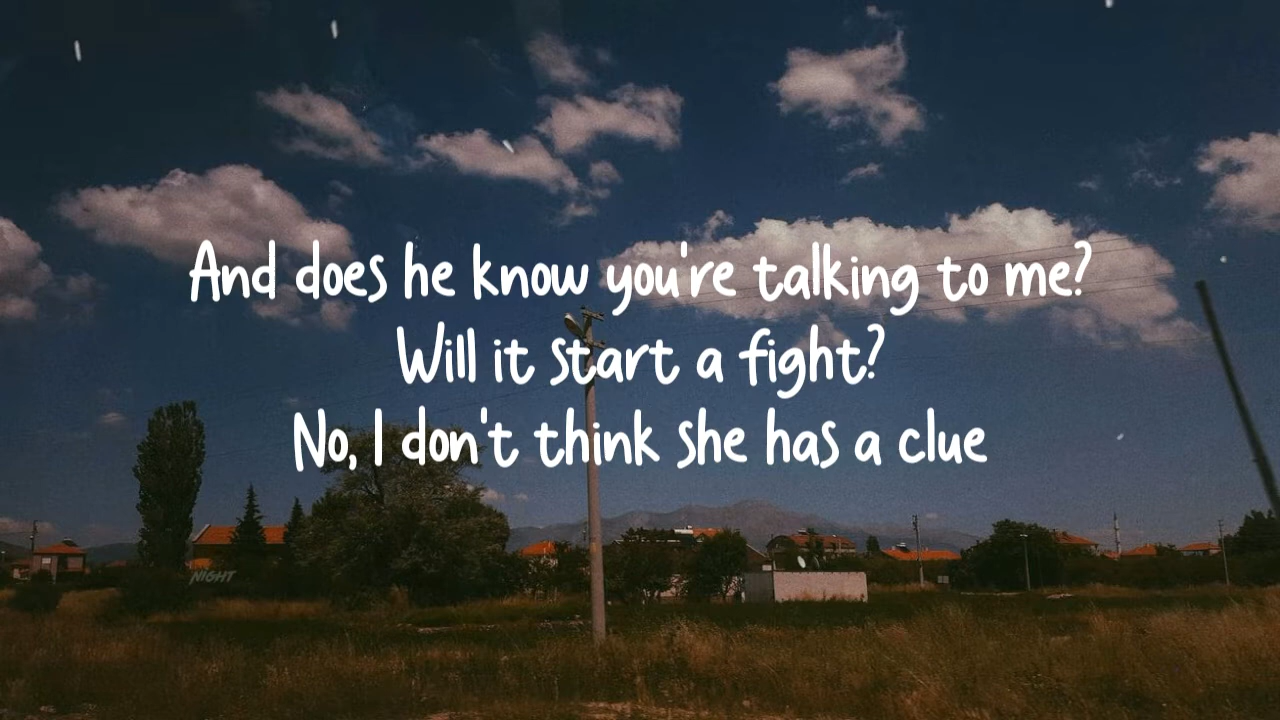 And does he know you're talking to me?
Will it start a fight?
No, I don't think she has a clue
NIGHT